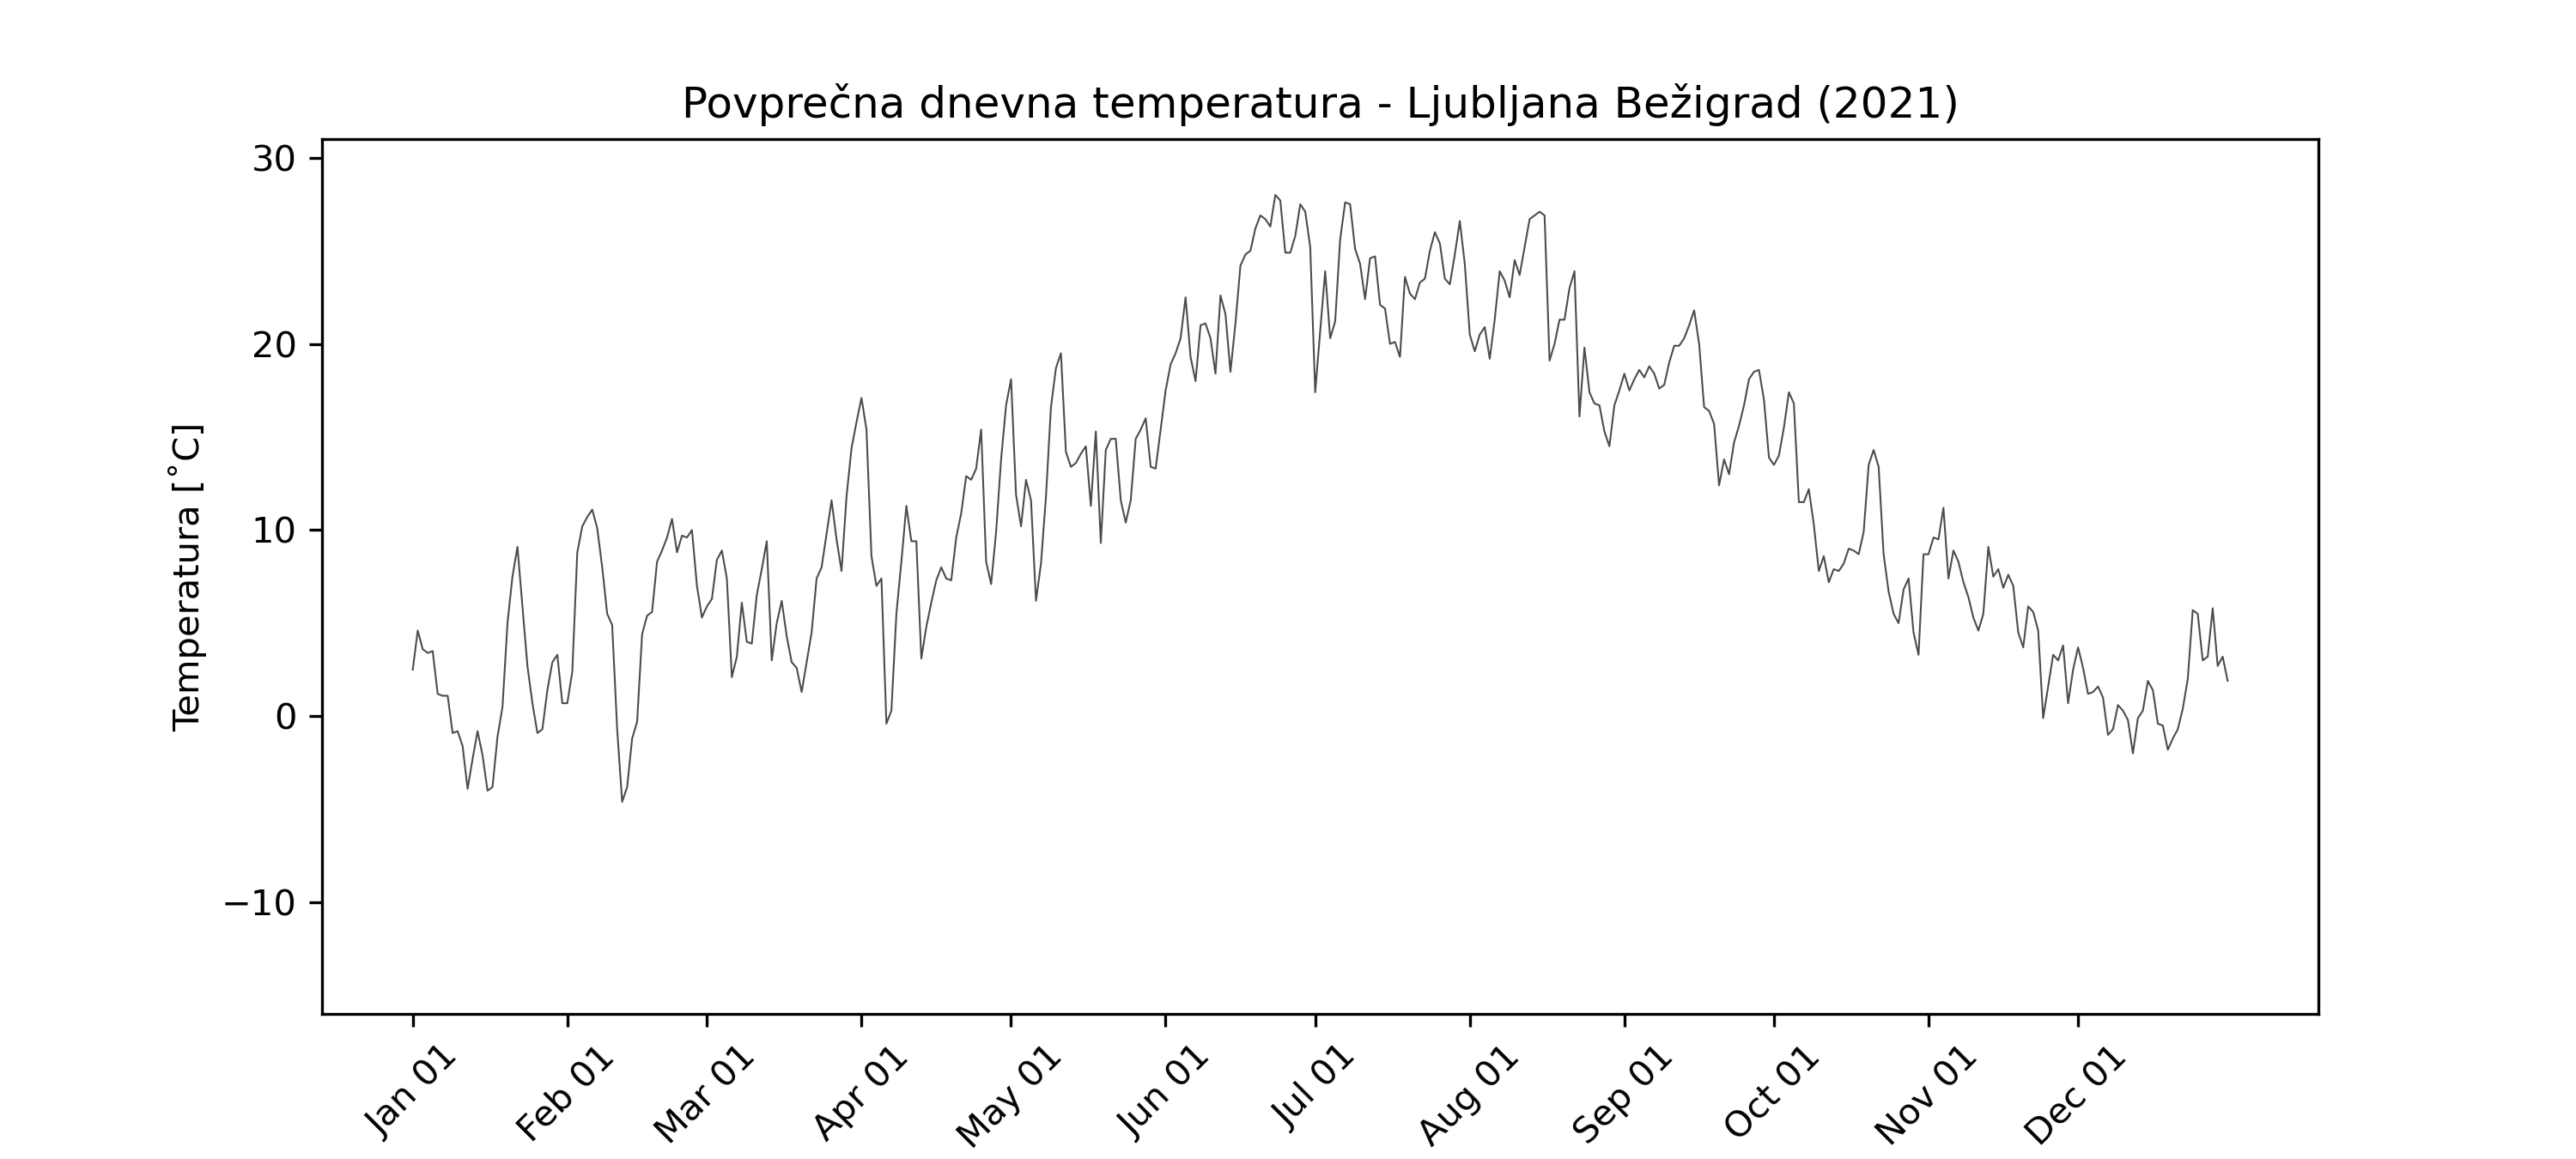 Povprečna dnevna temperatura - Ljubljana Bežigrad (2021)
Temperatura [˚C]
30
20
10
0
−10
Jan 01
Feb 01
Mar 01
Apr 01
May 01
Jun 01
Jul 01
Aug 01
Sep 01
Oct 01
Nov 01
Dec 01